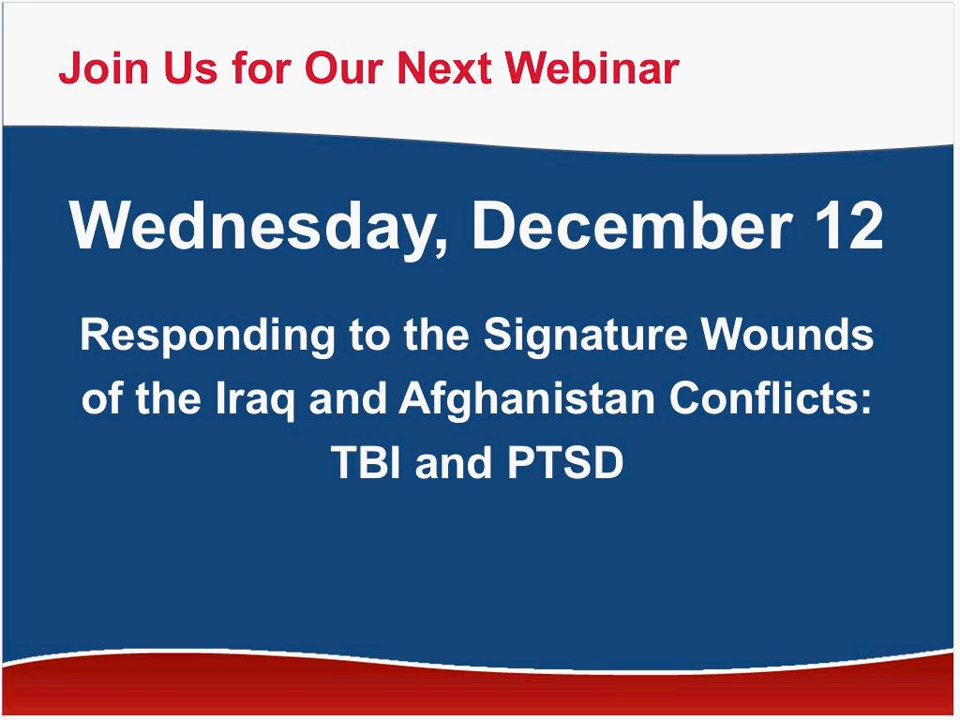 Join Us for Our Next Webinar
Wednesday, December 12
Responding to the Signature Wounds
of the Iraq and Afghanistan Conflicts:
TBI and PTSD